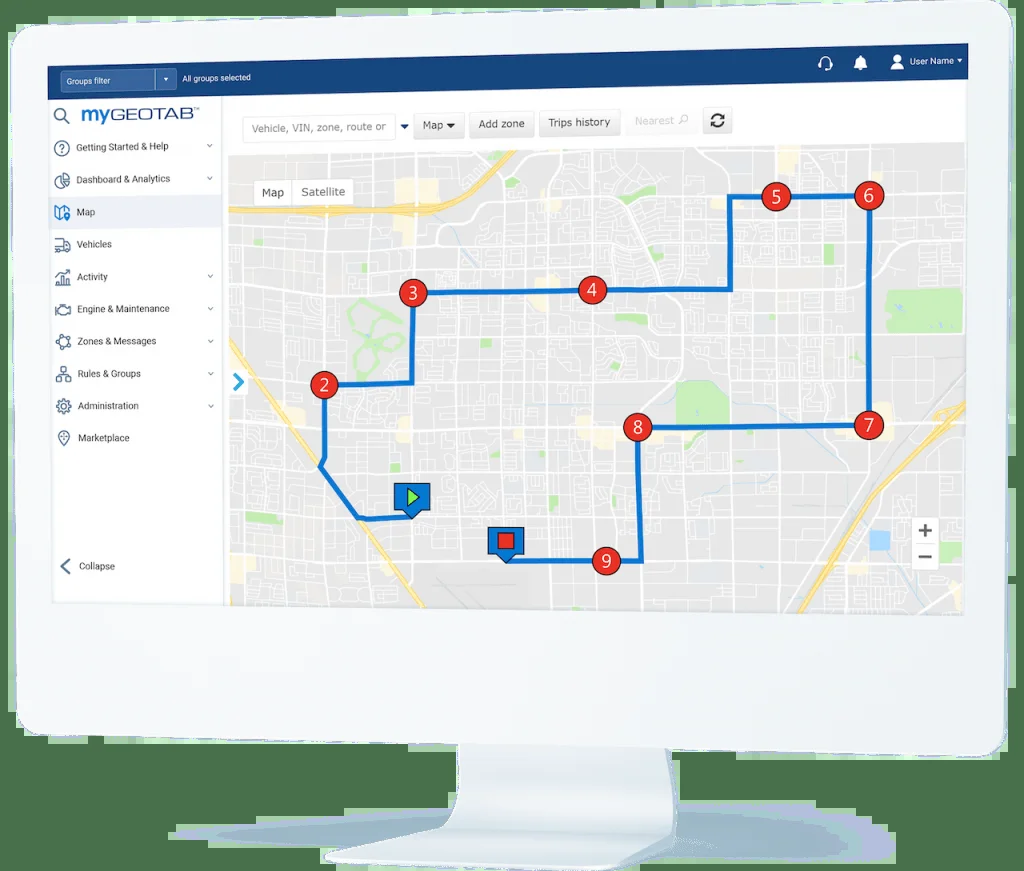 Groups filter
All groups selected
User Name
myGEOTAB™
Getting Started & Help
Dashboard & Analytics
Map
Vehicles
Activity
Engine & Maintenance
Zones & Messages
Rules & Groups
Administration
Marketplace
Collapse
Vehicle, VIN, zone, route or
Map
Add zone
Trips history
Nearest
Map
Satellite
2
3
4
5
6
7
8
9
+
−